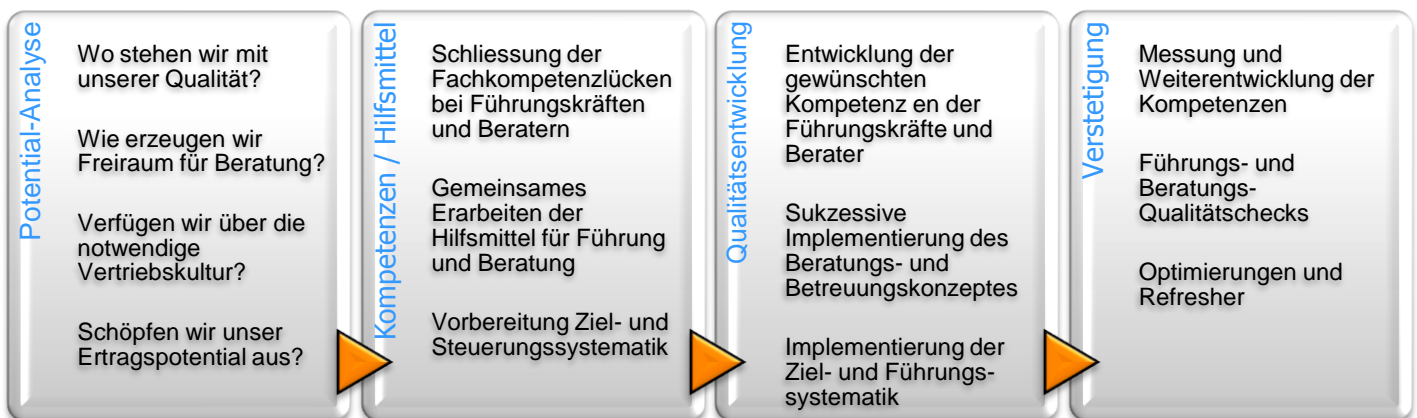 Potential-Analyse
Wo stehen wir mit
unserer Qualität?
Wie erzeugen wir
Freiraum für Beratung?
Verfügen wir über die
notwendige
Vertriebskultur?
Schöpfen wir unser
Ertragspotential aus?
Kompetenzen / Hilfsmittel
Schliessung der
Fachkompetenzlücken
bei Führungskräften
und Beratern
Gemeinsames
Erarbeiten der
Hilfsmittel für Führung
und Beratung
Vorbereitung Ziel- und
Steuerungssystematik
Qualitätsentwicklung
Entwicklung der
gewünschten
Kompetenz en der
Führungskräfte und
Berater
Sukzessive
Implementierung des
Beratungs- und
Betreuungskonzeptes
Implementierung der
Ziel- und Führungs-
systematik
Verstetigung
Messung und
Weiterentwicklung der
Kompetenzen
Führungs- und
Beratungs-
Qualitätschecks
Optimierungen und
Refresher